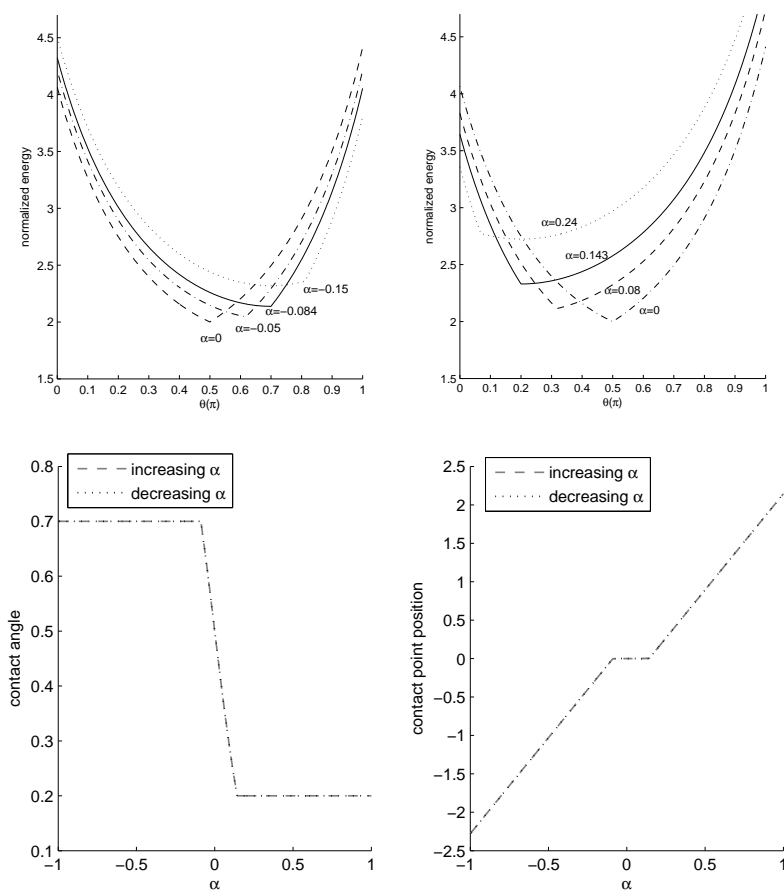 4.5
4
3.5
3
2.5
2
1.5
normalized energy
α=−0.15
α=−0.084
α=−0.05
α=0
0 0.1 0.2 0.3 0.4 0.5 0.6 0.7 0.8 0.9 1
θ(π)
4.5
4
3.5
3
2.5
2
1.5
normalized energy
α=0.24
α=0.143
α=0.08
α=0
0 0.1 0.2 0.3 0.4 0.5 0.6 0.7 0.8 0.9 1
θ(π)
increasing α
decreasing α
0.8
0.7
0.6
0.5
0.4
0.3
0.2
0.1
contact angle
−1 −0.5 0 0.5 1
α
increasing α
decreasing α
2.5
2
1.5
1
0.5
0
−0.5
−1
−1.5
−2
−2.5
contact point position
−1 −0.5 0 0.5 1
α